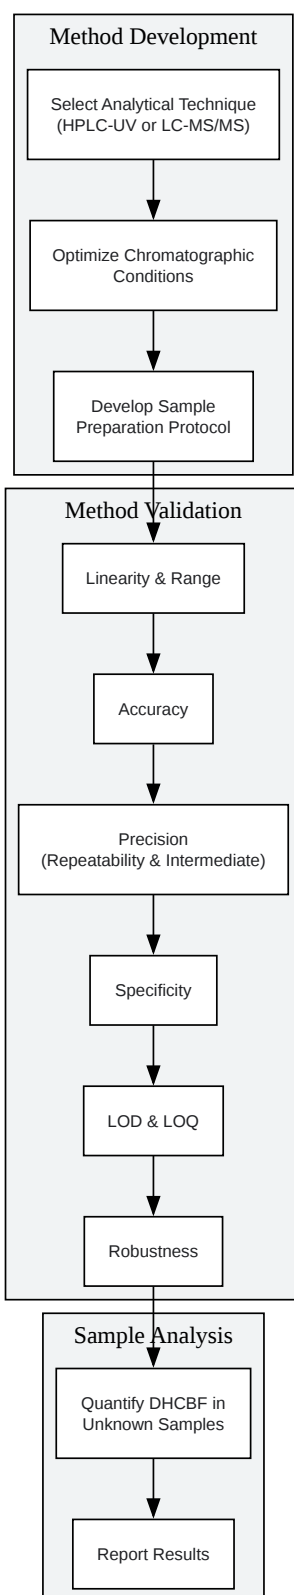 Method Development
Select Analytical Technique
(HPLC-UV or LC-MS/MS)
Optimize Chromatographic
Conditions
Develop Sample
Preparation Protocol
Method Validation
Linearity & Range
Accuracy
Precision
(Repeatability & Intermediate)
Specificity
LOD & LOQ
Robustness
Sample Analysis
Quantify DHCBF in
Unknown Samples
Report Results